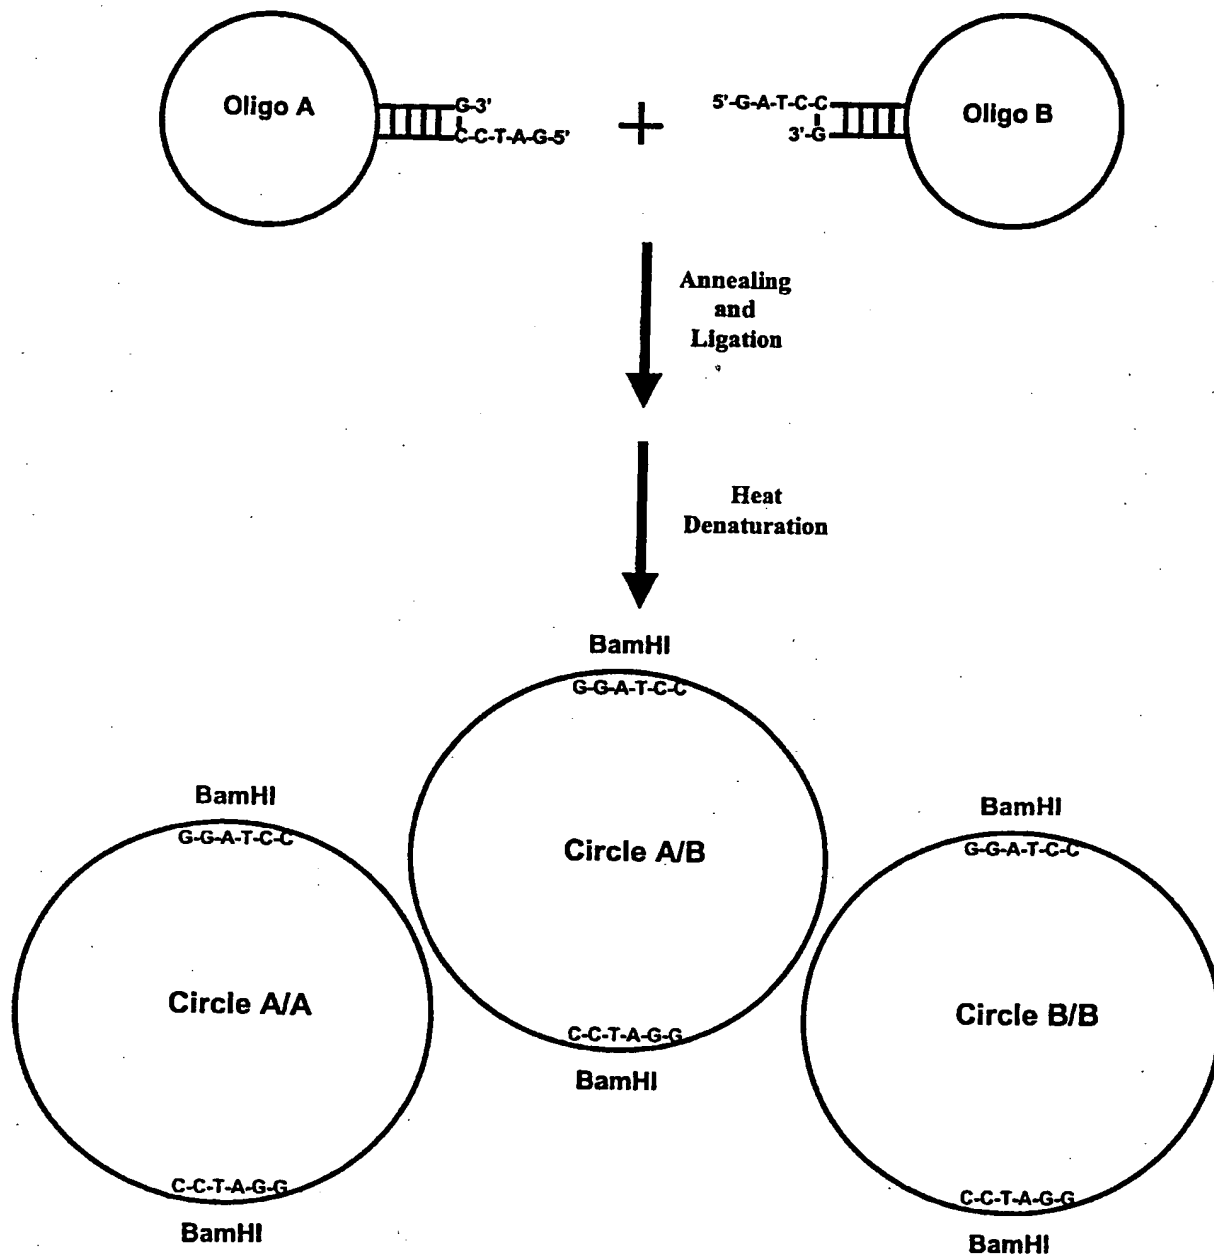 Oligo A
G-3'
C-C-T-A-G-5'
+
5'-G-A-T-C-C
3'-G
Oligo B
Annealing
and
Ligation
Heat
Denaturation
BamHI
G-G-A-T-C-C
Circle A/B
C-C-T-A-G-G
BamHI
BamHI
G-G-A-T-C-C
Circle A/A
C-C-T-A-G-G
BamHI
BamHI
G-G-A-T-C-C
Circle B/B
C-C-T-A-G-G
BamHI